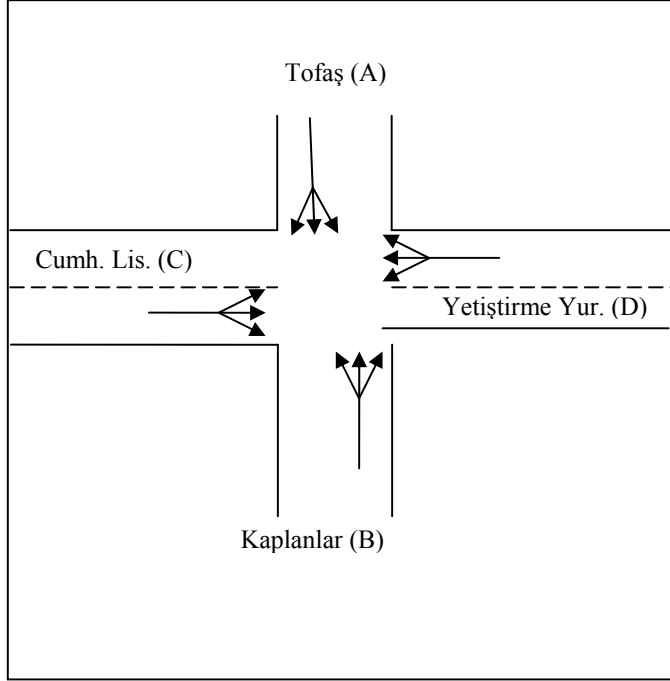 Tofaş (A)
Cumh. Lis. (C)
Yetiştirme Yur. (D)
Kaplanlar (B)